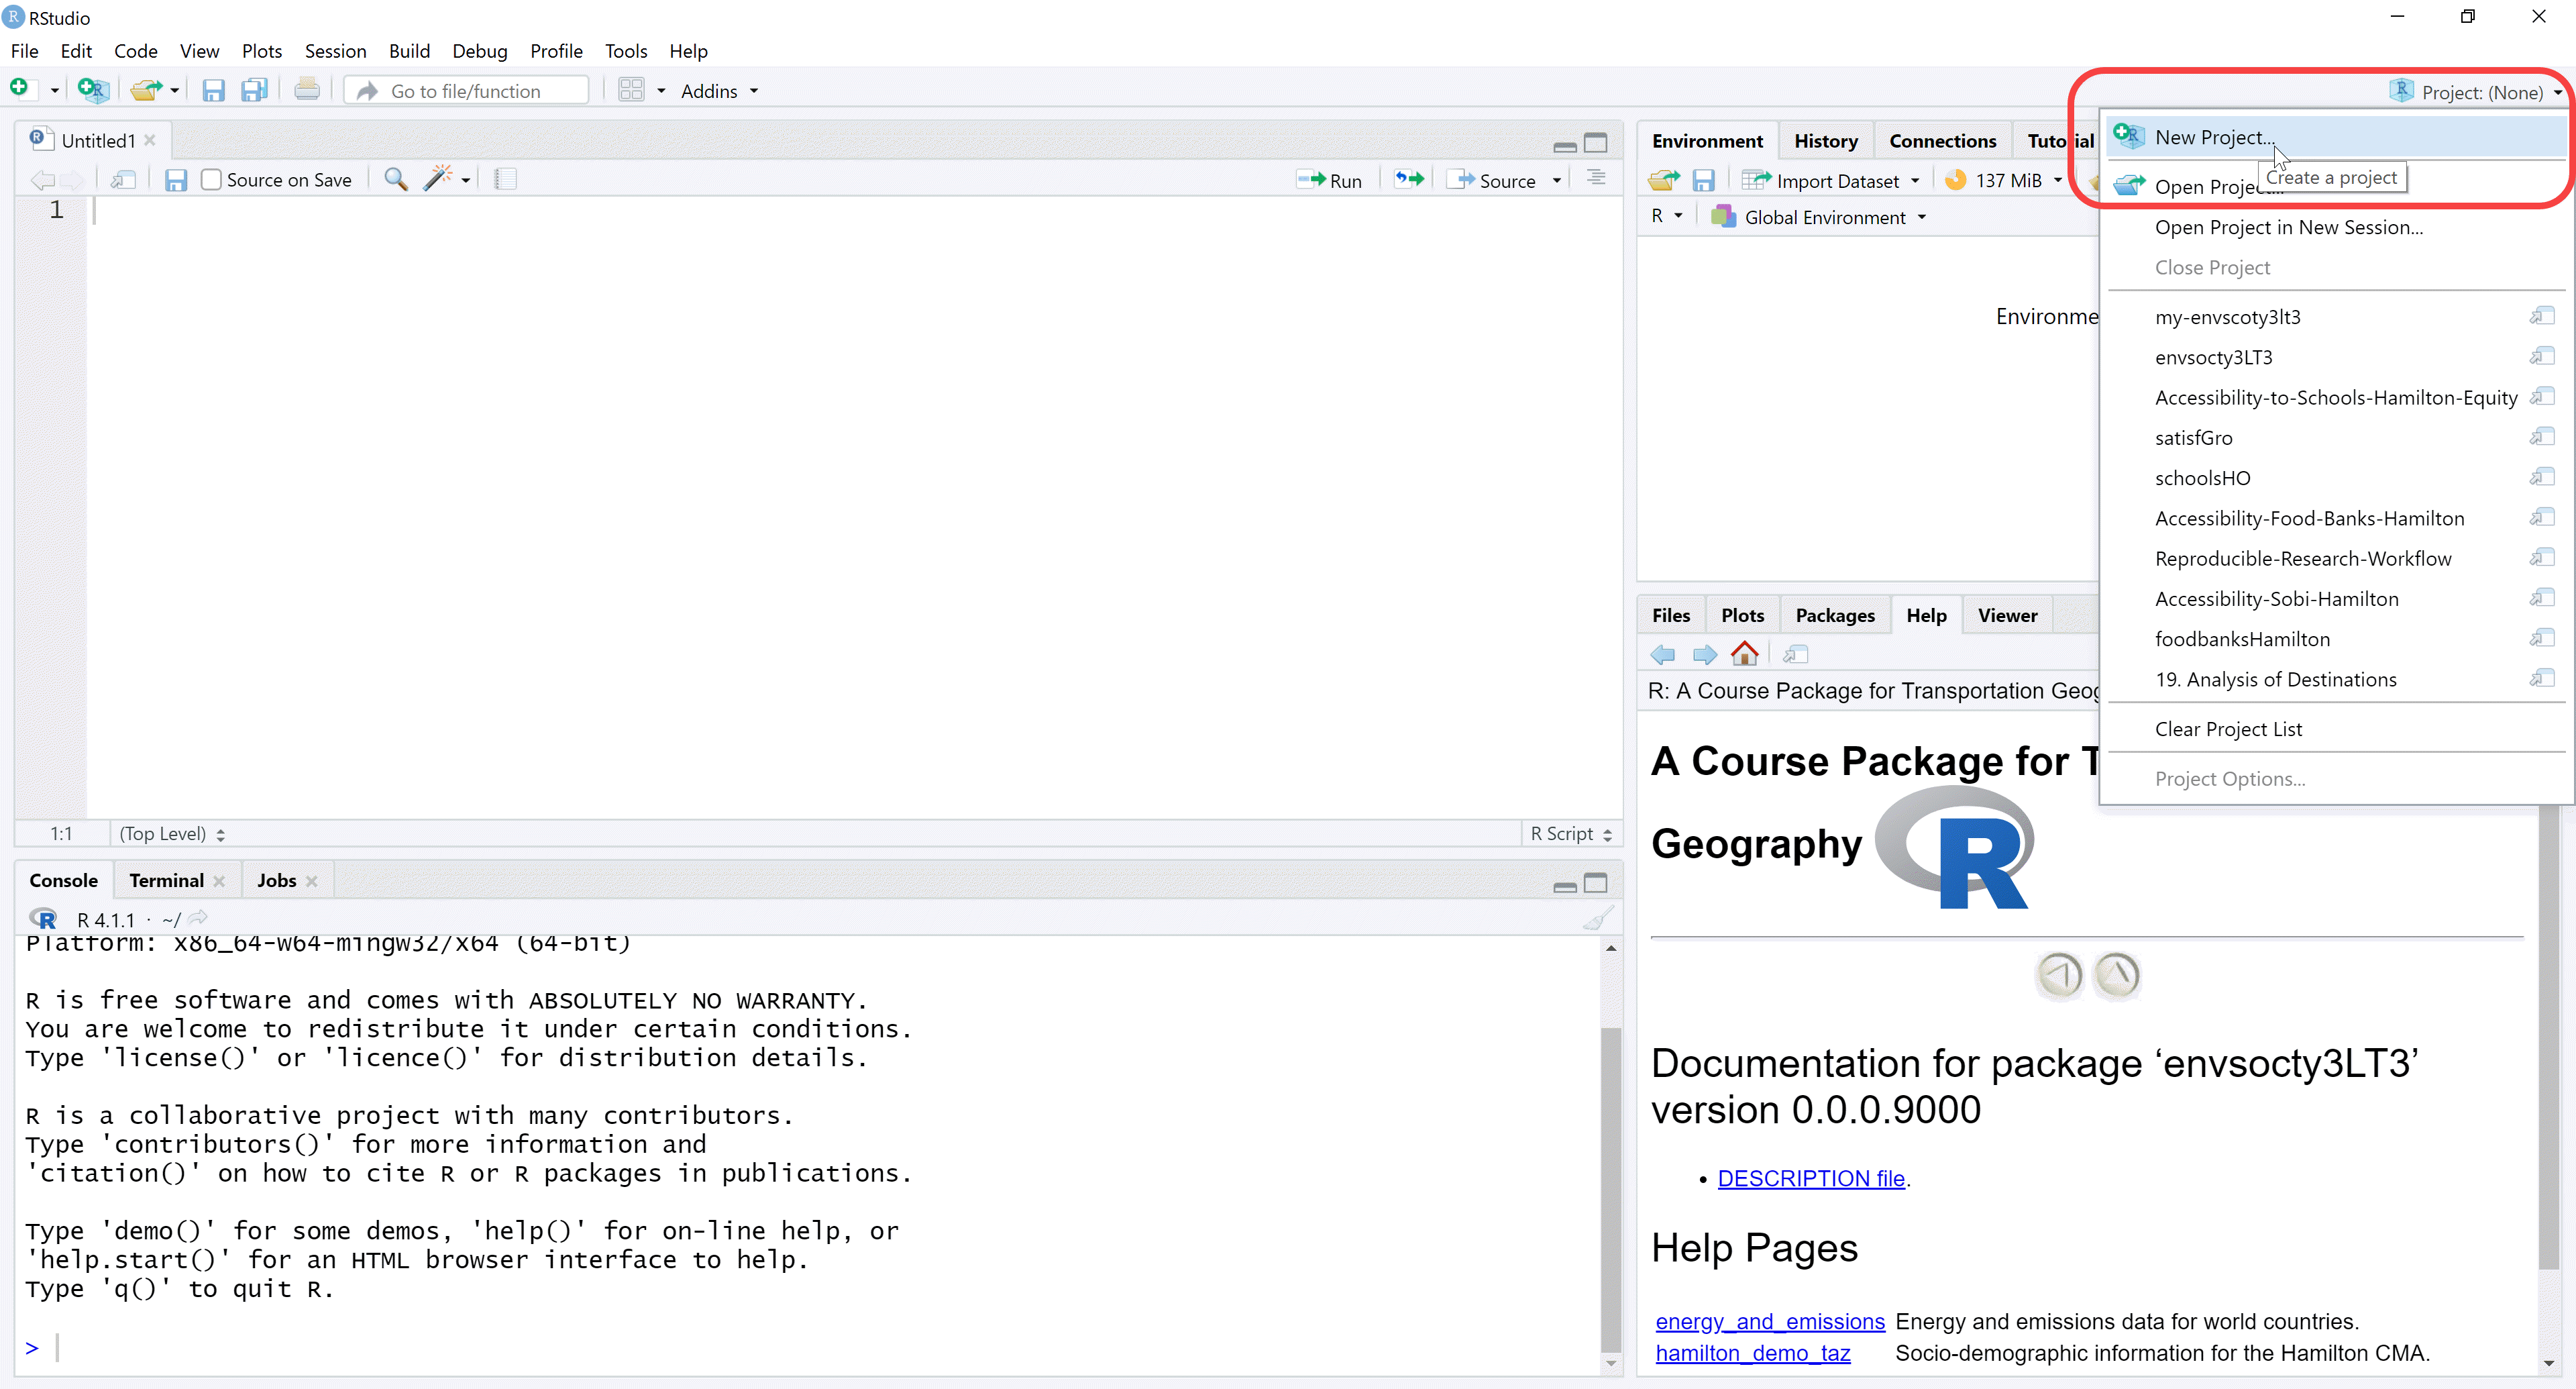 RStudio
File Edit Code View Plots Session Build Debug Profile Tools Help
Go to file/function Addins
Project: (None)
Untitled1
Source on Save Run Source
1
1:1 (Top Level) R Script
Console Terminal Jobs
R 4.1.1 · ~/
Platform: x86_64-w64-mingw32/x64 (64-bit)
R is free software and comes with ABSOLUTELY NO WARRANTY.
You are welcome to redistribute it under certain conditions.
Type 'license()' or 'licence()' for distribution details.
R is a collaborative project with many contributors.
Type 'contributors()' for more information and
'citation()' on how to cite R or R packages in publications.
Type 'demo()' for some demos, 'help()' for on-line help, or
'help.start()' for an HTML browser interface to help.
Type 'q()' to quit R.
>
Environment History Connections Tutorial
Import Dataset 137 MiB
R Global Environment
Environme
New Project...
Create a project
Open Project...
Open Project in New Session...
Close Project
my-envscoty3lt3
envsocty3LT3
Accessibility-to-Schools-Hamilton-Equity
satisfGro
schoolsHO
Accessibility-Food-Banks-Hamilton
Reproducible-Research-Workflow
Accessibility-Sobi-Hamilton
foodbanksHamilton
19. Analysis of Destinations
Clear Project List
Project Options...
Files Plots Packages Help Viewer
R: A Course Package for Transportation Geog
A Course Package for T
Geography R
Documentation for package ‘envsocty3LT3’
version 0.0.0.9000
• DESCRIPTION file.
Help Pages
energy_and_emissions Energy and emissions data for world countries.
hamilton_demo_taz Socio-demographic information for the Hamilton CMA.